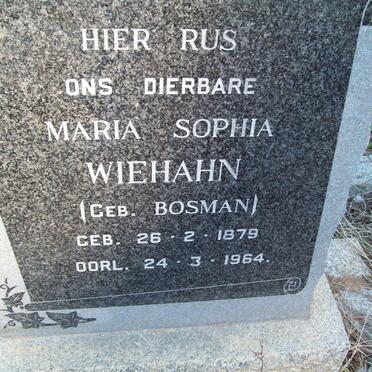 HIER RUS
ONS DIERBARE
MARIA SOPHIA
WIEHAHN
(GEB. BOSMAN)
GEB. 26-2-1879
OORL. 24-3-1964.